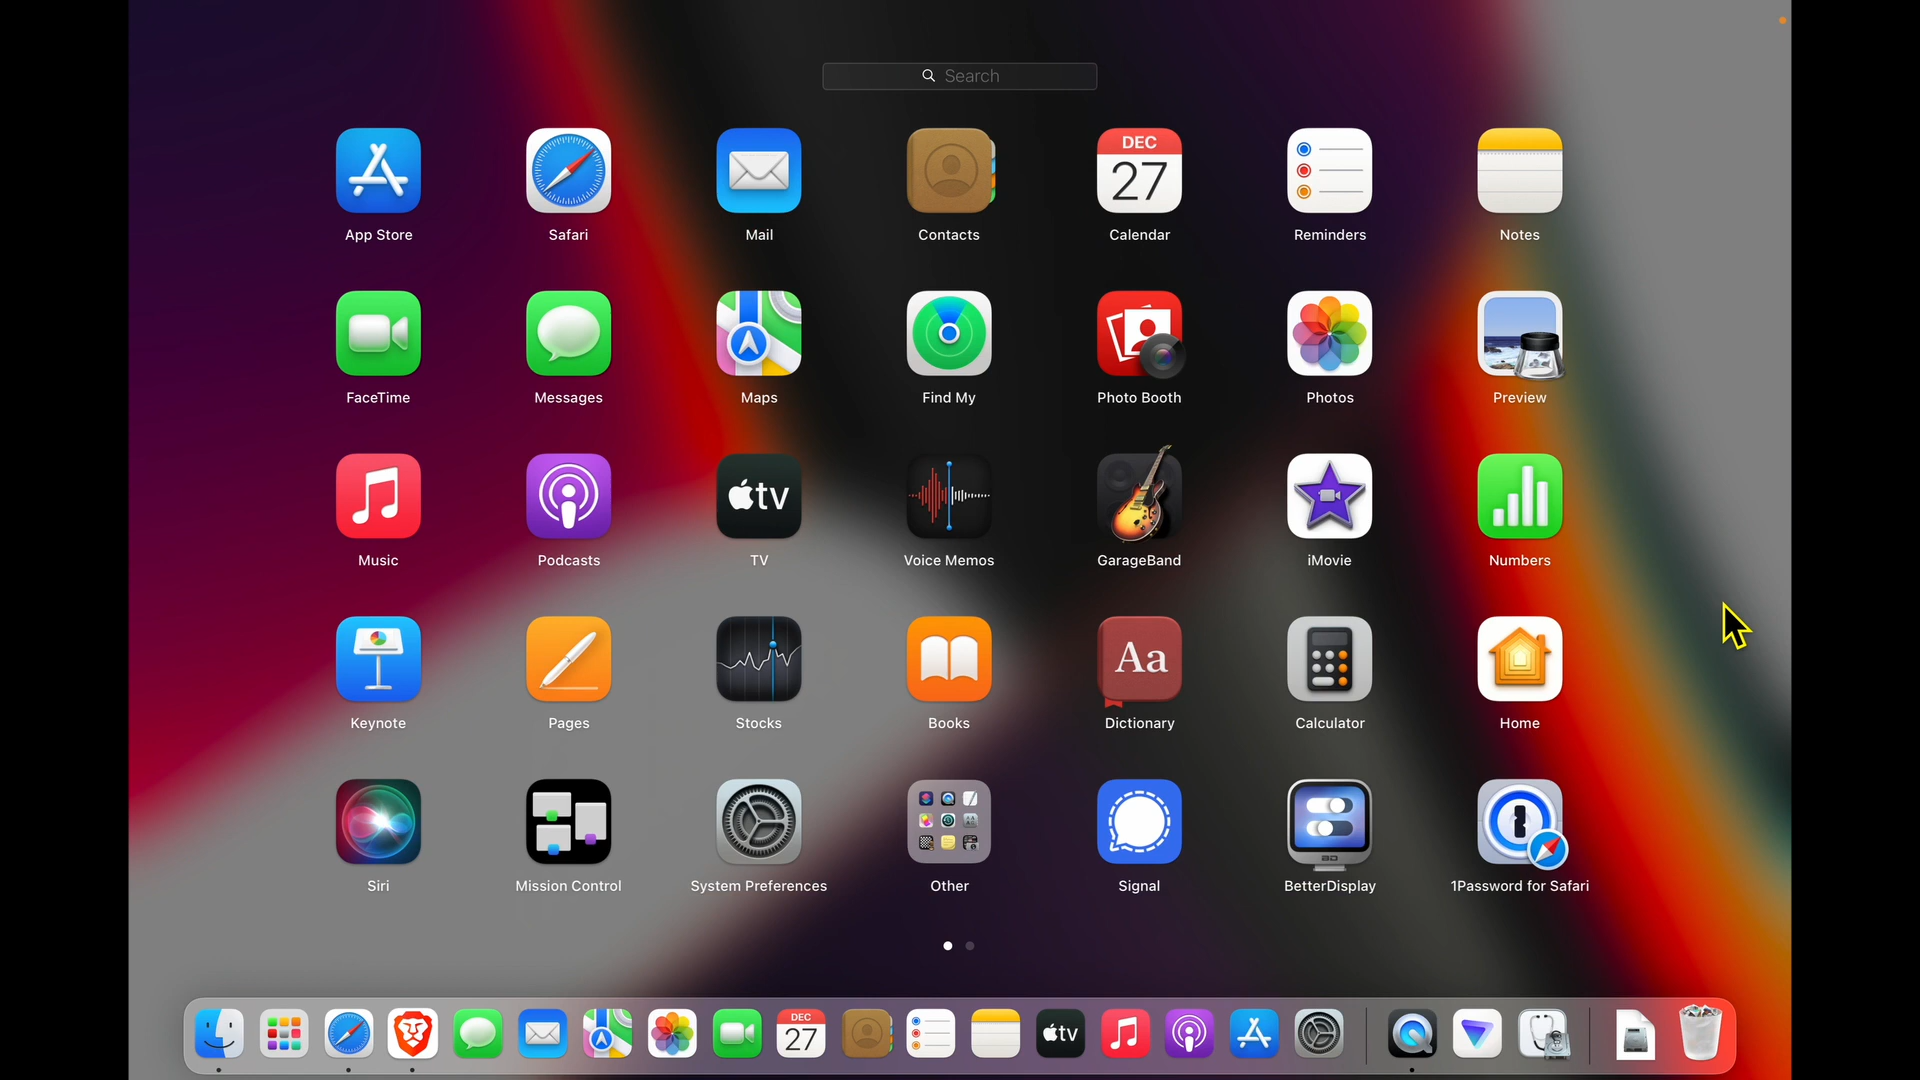 Search
App Store
Safari
Mail
Contacts
DEC
27
Calendar
Reminders
Notes
FaceTime
Messages
Maps
Find My
Photo Booth
Photos
Preview
Music
Podcasts
tv
TV
Voice Memos
GarageBand
iMovie
Numbers
Keynote
Pages
Stocks
Books
Aa
Dictionary
Calculator
Home
Siri
Mission Control
System Preferences
Other
Signal
BD
BetterDisplay
1Password for Safari
DEC
27
tv